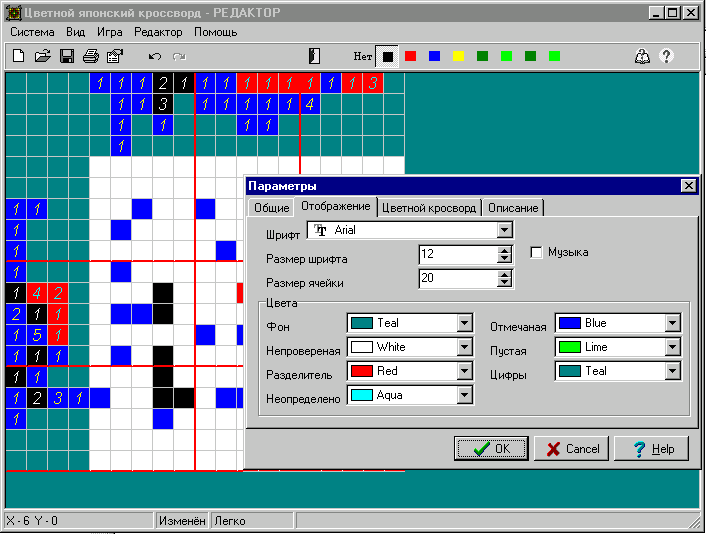 Цветной японский кроссворд - РЕДАКТОР
Система Вид Игра Редактор Помощь
Нет
1 1 1 2 1 1 1 1 1 1 1 1 1 3
1 1 3 1 1 1 1 1 4
1 1 1 1
1
Параметры
Общие Отображение Цветной кросворд Описание
Шрифт Arial
Размер шрифта 12 Музыка
Размер ячейки 20
Цвета
Фон Teal Отмечаная Blue
Непровереная White Пустая Lime
Разделитель Red Цифры Teal
Неопределено Aqua
OK Cancel Help
1 1
1
1
1 4 2
2 1 1
1 5 1
1 1 1
1 1
1 2 3 1
1
X - 6 Y - 0 Изменён Легко